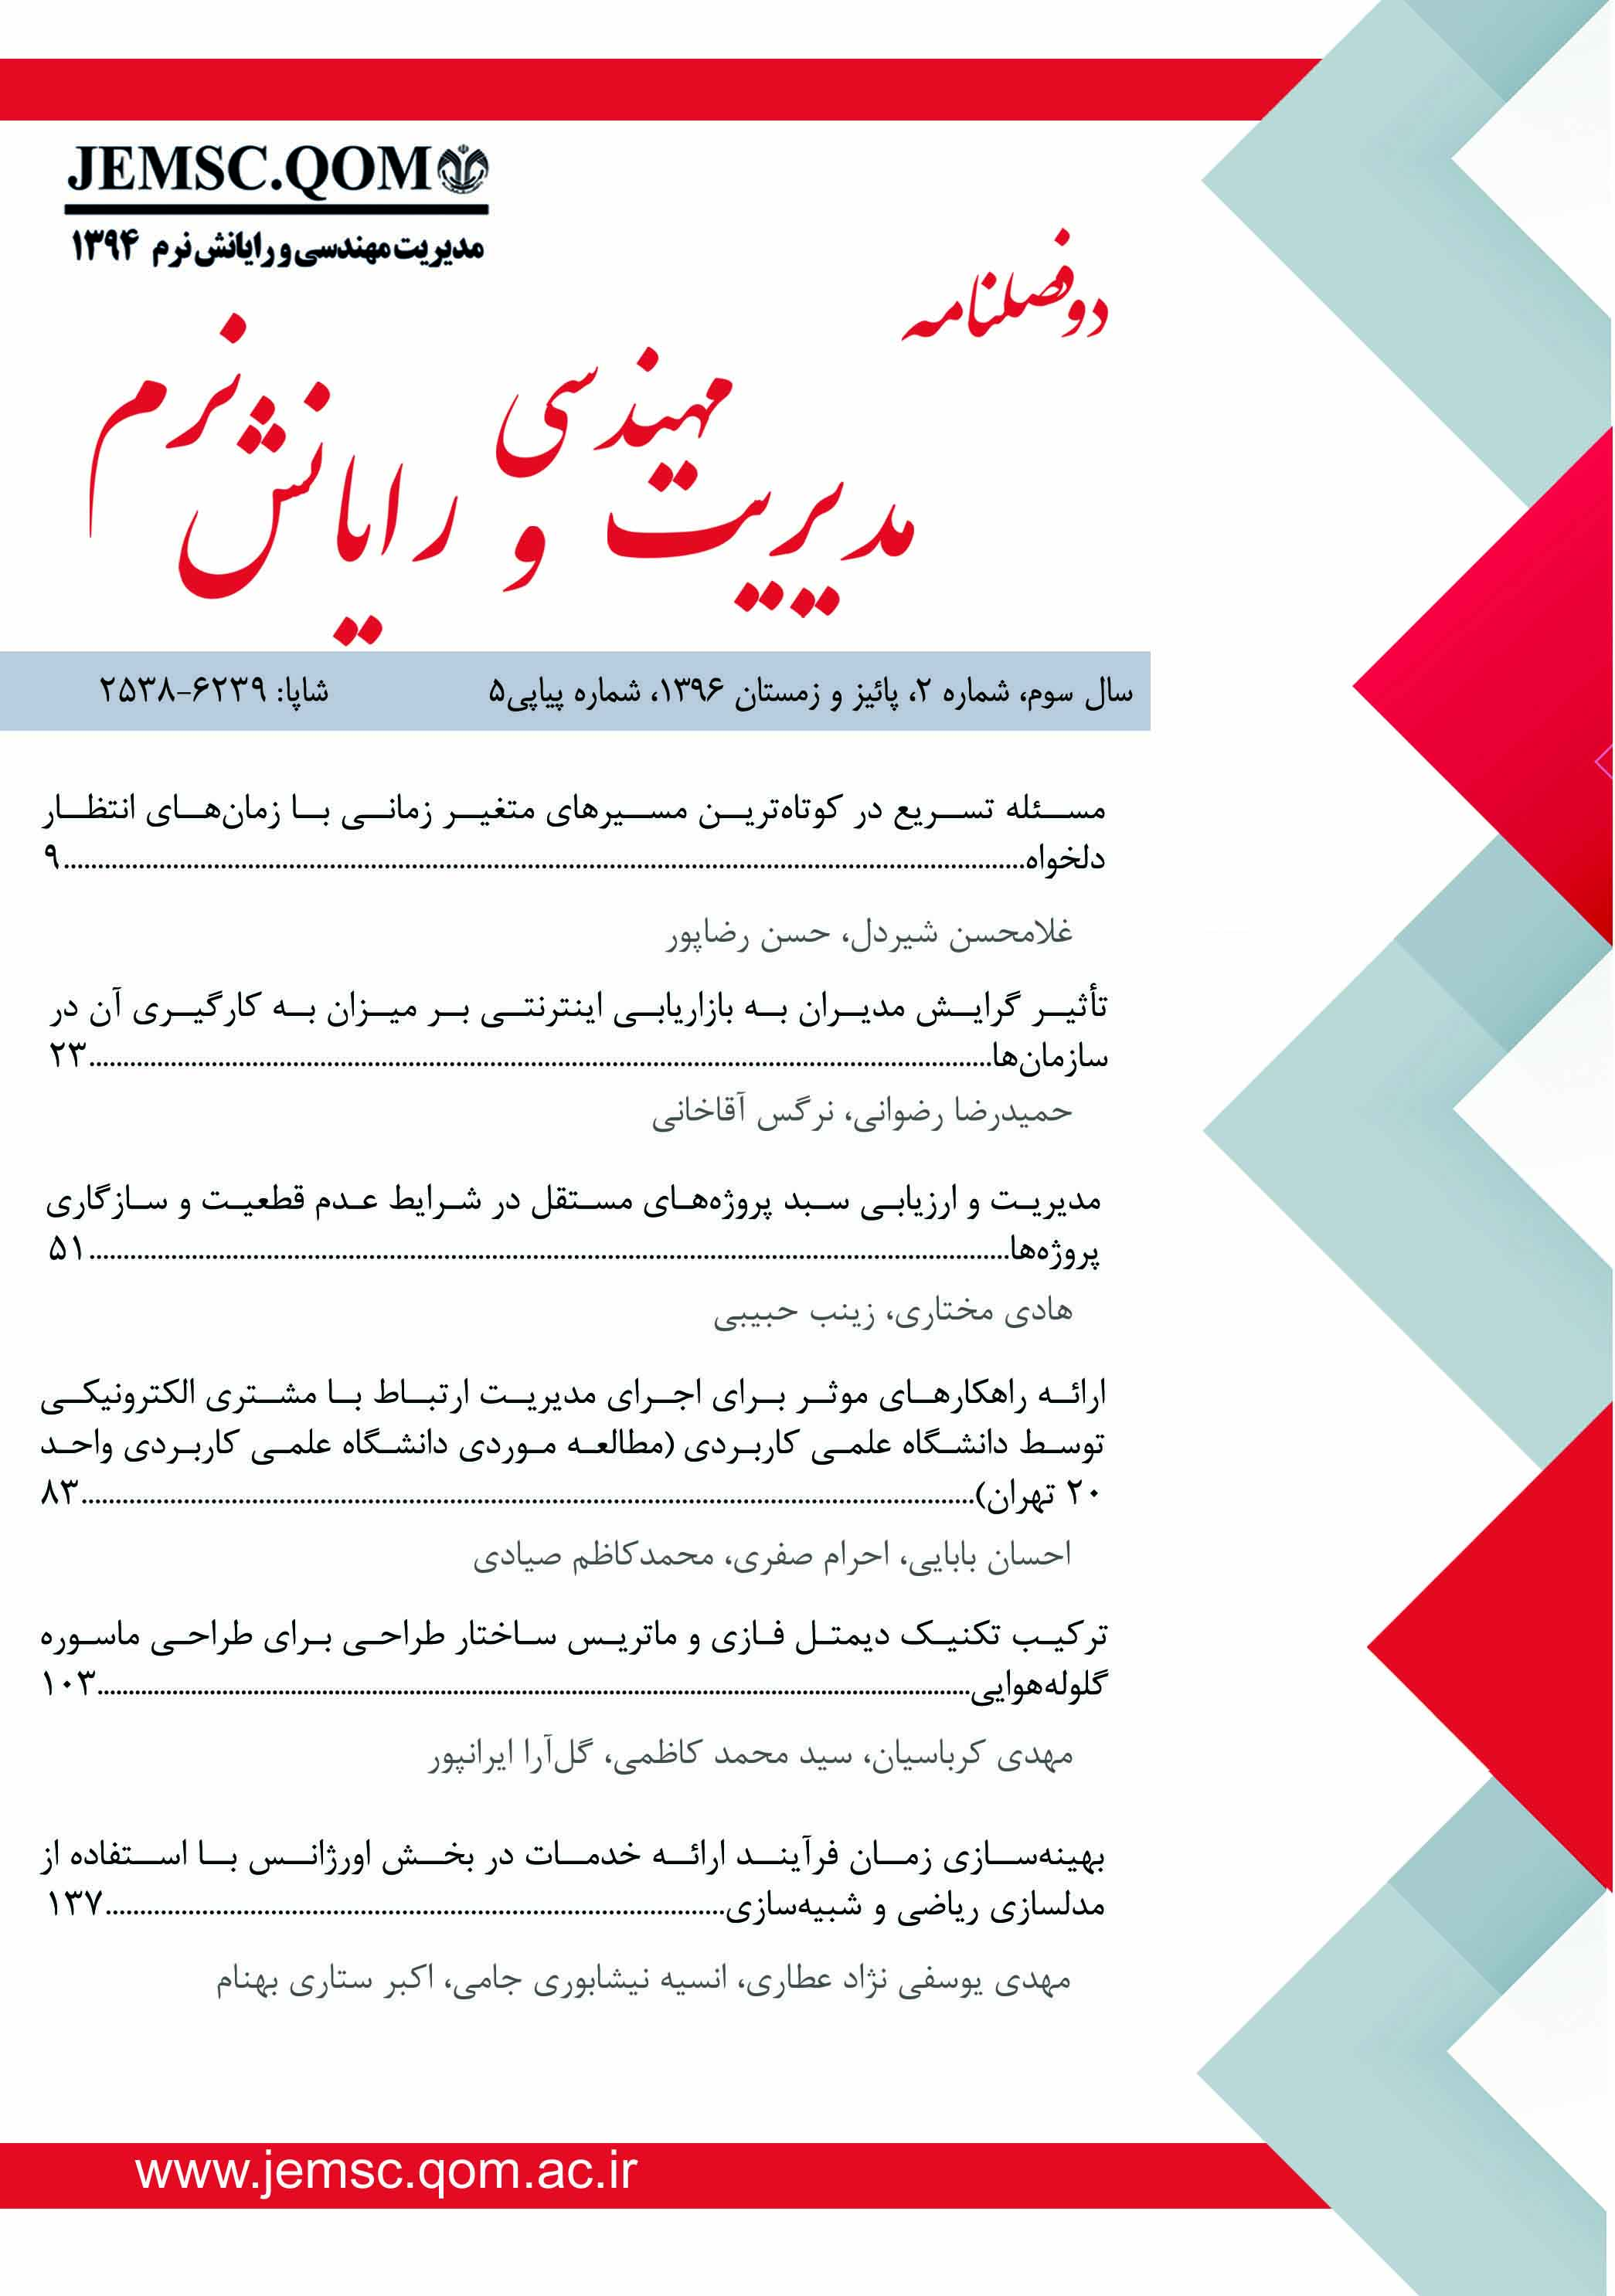 JEMSC.QOM
مدیریت مهندسی و رایانش نرم ۱۳۹۴
دوفصلنامه
مدیریت مهندسی و رایانش نرم
سال سوم، شماره ۲، پائیز و زمستان ۱۳۹۶، شماره پیاپی۵ شاپا: ۶۲۳۹-۲۵۳۸
مسئله تسریع در کوتاه‌ترین مسیرهای متغیر زمانی با زمان‌های انتظار
دلخواه....................۹
غلامحسن شیردل، حسن رضاپور
تأثیر گرایش مدیران به بازاریابی اینترنتی بر میزان به کارگیری آن در
سازمان‌ها....................۲۳
حمیدرضا رضوانی، نرگس آقاخانی
مدیریت و ارزیابی سبد پروژه‌های مستقل در شرایط عدم قطعیت و سازگاری
پروژه‌ها....................۵۱
هادی مختاری، زینب حبیبی
ارائه راهکارهای موثر برای اجرای مدیریت ارتباط با مشتری الکترونیکی
توسط دانشگاه علمی کاربردی (مطالعه موردی دانشگاه علمی کاربردی واحد
۲۰ تهران)....................۸۳
احسان بابایی، احرام صفری، محمدکاظم صیادی
ترکیب تکنیک دیمتل فازی و ماتریس ساختار طراحی برای طراحی ماسوره
گلوله‌هوایی....................۱۰۳
مهدی کرباسیان، سید محمد کاظمی، گل‌آرا ایرانپور
بهینه‌سازی زمان فرآیند ارائه خدمات در بخش اورژانس با استفاده از
مدلسازی ریاضی و شبیه‌سازی....................۱۳۷
مهدی یوسفی نژاد عطاری، انسیه نیشابوری جامی، اکبر ستاری بهنام
www.jemsc.qom.ac.ir